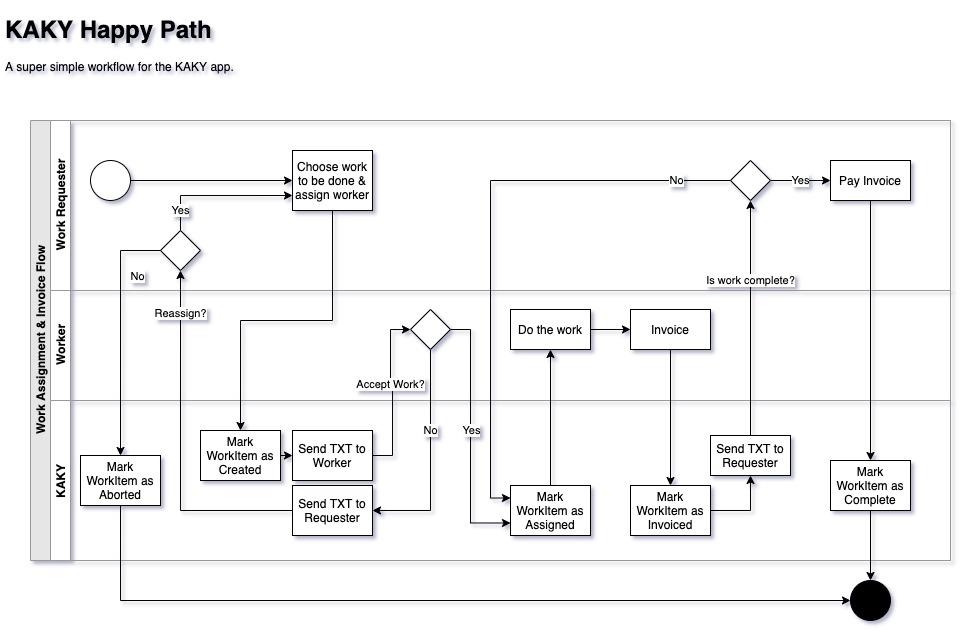 KAKY Happy Path
A super simple workflow for the KAKY app.
Work Assignment & Invoice Flow
Work Requester
Choose work
to be done &
assign worker
Yes
No
Reassign?
No
Yes
Pay Invoice
Is work complete?
Worker
Do the work
Invoice
Accept Work?
No
Yes
KAKY
Mark
WorkItem as
Aborted
Mark
WorkItem as
Created
Send TXT to
Worker
Send TXT to
Requester
Mark
WorkItem as
Assigned
Mark
WorkItem as
Invoiced
Send TXT to
Requester
Mark
WorkItem as
Complete